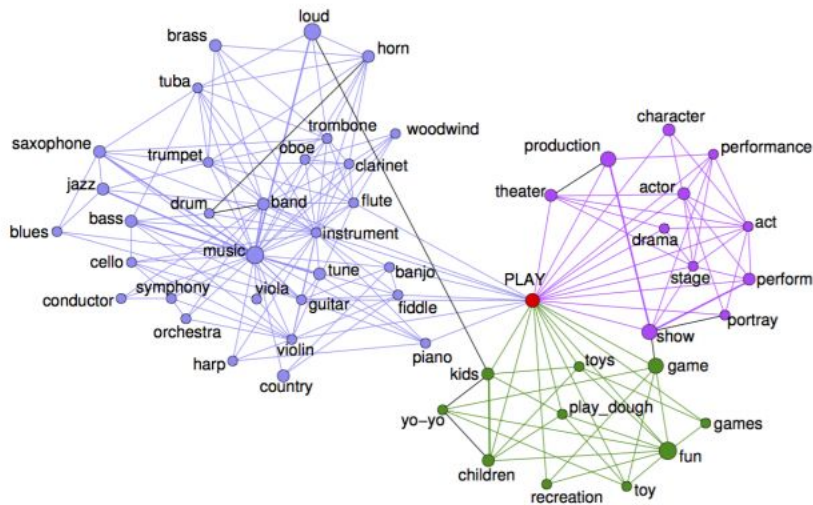 loud
brass
horn
tuba
character
trombone
woodwind
production
performance
saxophone
oboe
trumpet
clarinet
jazz
theater
actor
drum
band
flute
bass
act
blues
instrument
drama
music
cello
tune
banjo
PLAY
stage
perform
conductor
symphony
viola
guitar
fiddle
portray
orchestra
show
violin
harp
piano
toys
game
country
kids
yo-yo
play_dough
games
children
fun
recreation
toy